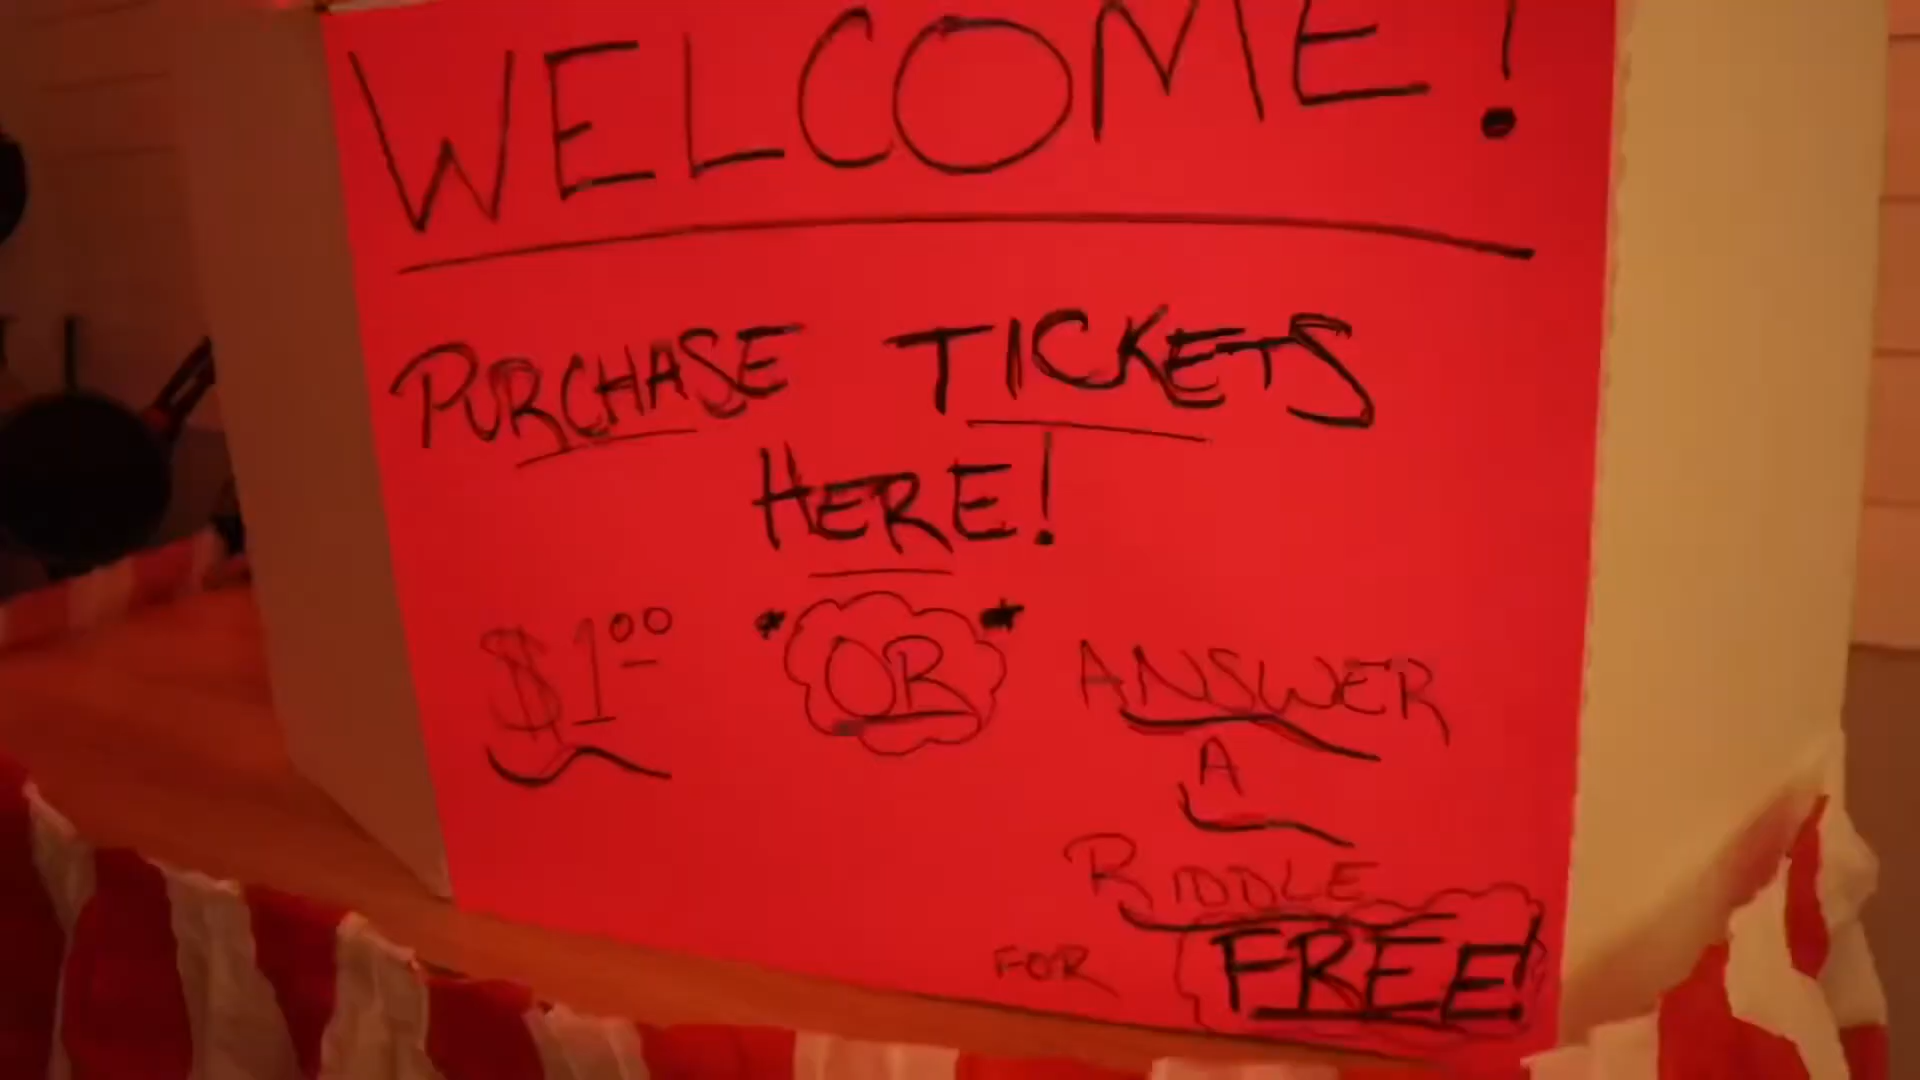 WELCOME!
PURCHASE TICKETS
HERE!
$1.00 *OR* ANSWER
A
RIDDLE
FOR FREE!